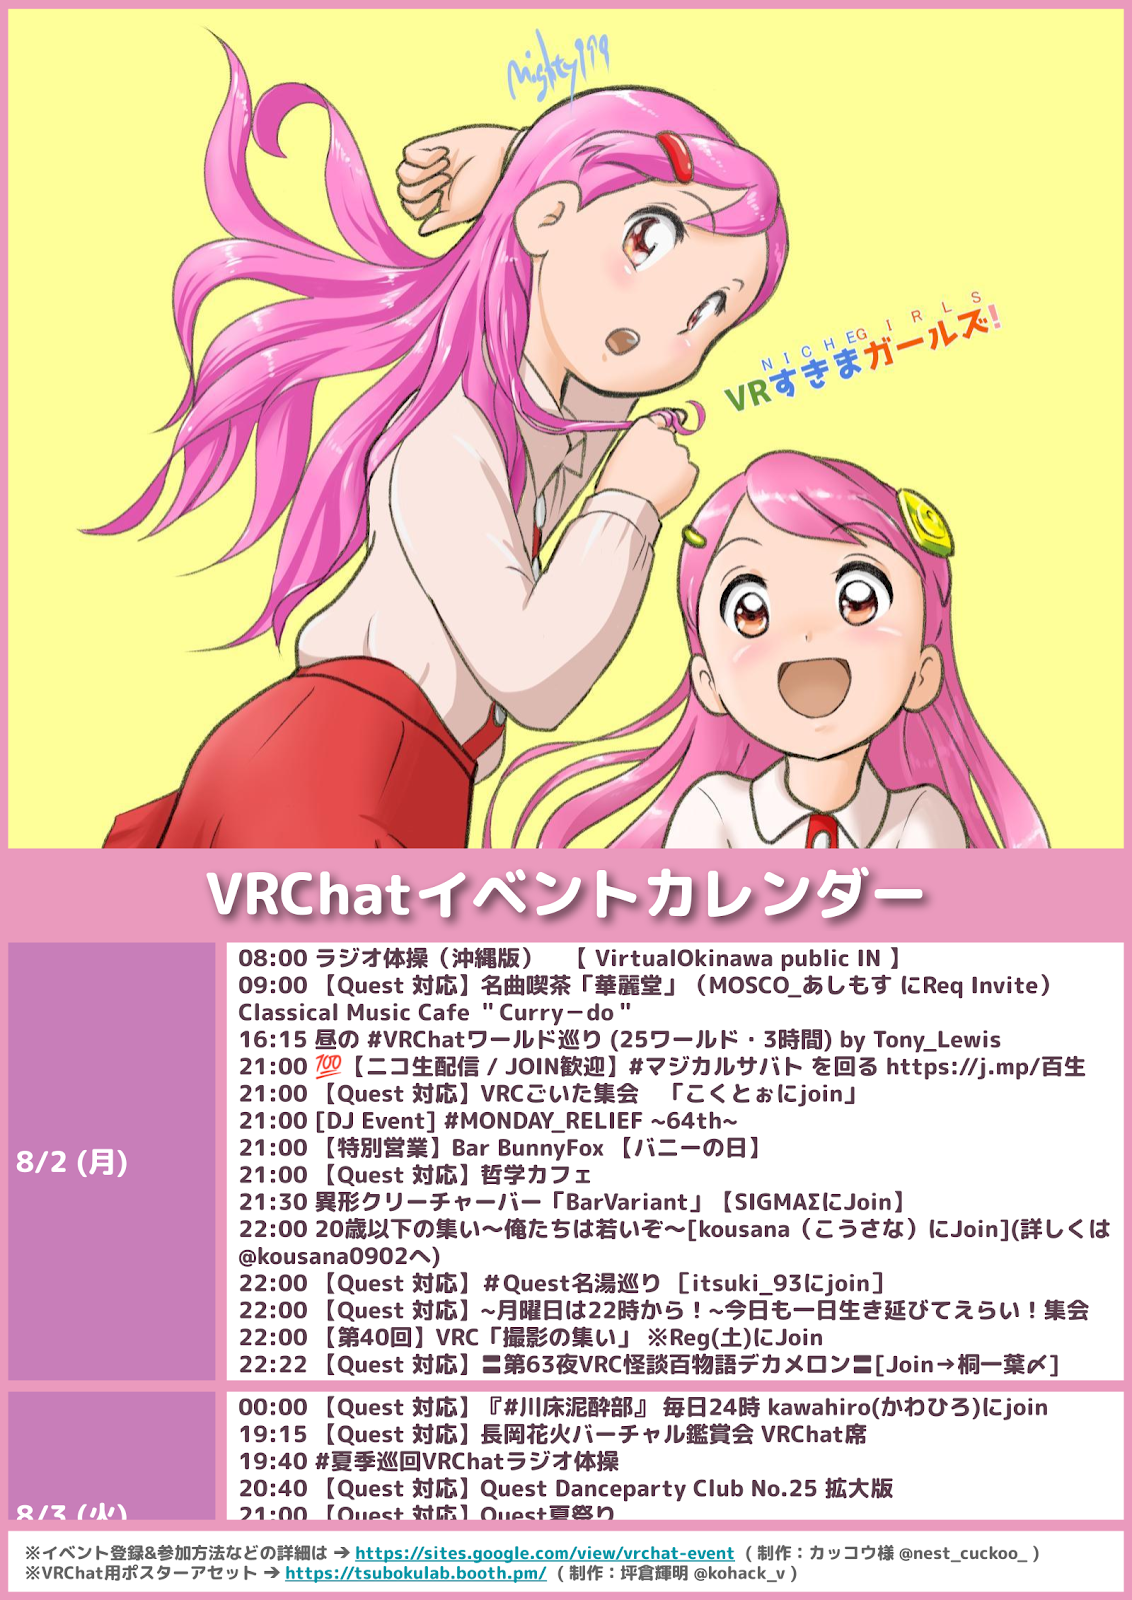 mighty199
NICHE GIRLS
VRすきまガールズ!
VRChatイベントカレンダー
8/2 (月)
08:00 ラジオ体操（沖縄版）　【 VirtualOkinawa public IN 】
09:00 【Quest 対応】名曲喫茶「華麗堂」（MOSCO_あしもす にReq Invite）
Classical Music Cafe ＂Curryーdo＂
16:15 昼の #VRChatワールド巡り (25ワールド・3時間) by Tony_Lewis
21:00 💯【ニコ生配信 / JOIN歓迎】#マジカルサバト を回る https://j.mp/百生
21:00 【Quest 対応】VRCごいた集会　「こくとぉにjoin」
21:00 [DJ Event] #MONDAY_RELIEF ~64th~
21:00 【特別営業】Bar BunnyFox 【バニーの日】
21:00 【Quest 対応】哲学カフェ
21:30 異形クリーチャーバー「BarVariant」【SIGMAΣにJoin】
22:00 20歳以下の集い～俺たちは若いぞ～[kousana（こうさな）にJoin](詳しくは
@kousana0902へ)
22:00 【Quest 対応】＃Quest名湯巡り ［itsuki_93にjoin］
22:00 【Quest 対応】~月曜日は22時から！~今日も一日生き延びてえらい！集会
22:00 【第40回】VRC「撮影の集い」 ※Reg(土)にJoin
22:22 【Quest 対応】〓第63夜VRC怪談百物語デカメロン〓[Join→桐一葉〆]
8/3 (火)
00:00 【Quest 対応】『#川床泥酔部』 毎日24時 kawahiro(かわひろ)にjoin
19:15 【Quest 対応】長岡花火バーチャル鑑賞会 VRChat席
19:40 #夏季巡回VRChatラジオ体操
20:40 【Quest 対応】Quest Danceparty Club No.25 拡大版
21:00 【Quest 対応】Quest夏祭り
※イベント登録&参加方法などの詳細は → https://sites.google.com/view/vrchat-event ( 制作：カッコウ様 @nest_cuckoo_ )
※VRChat用ポスターアセット → https://tsubokulab.booth.pm/ ( 制作：坪倉輝明 @kohack_v )